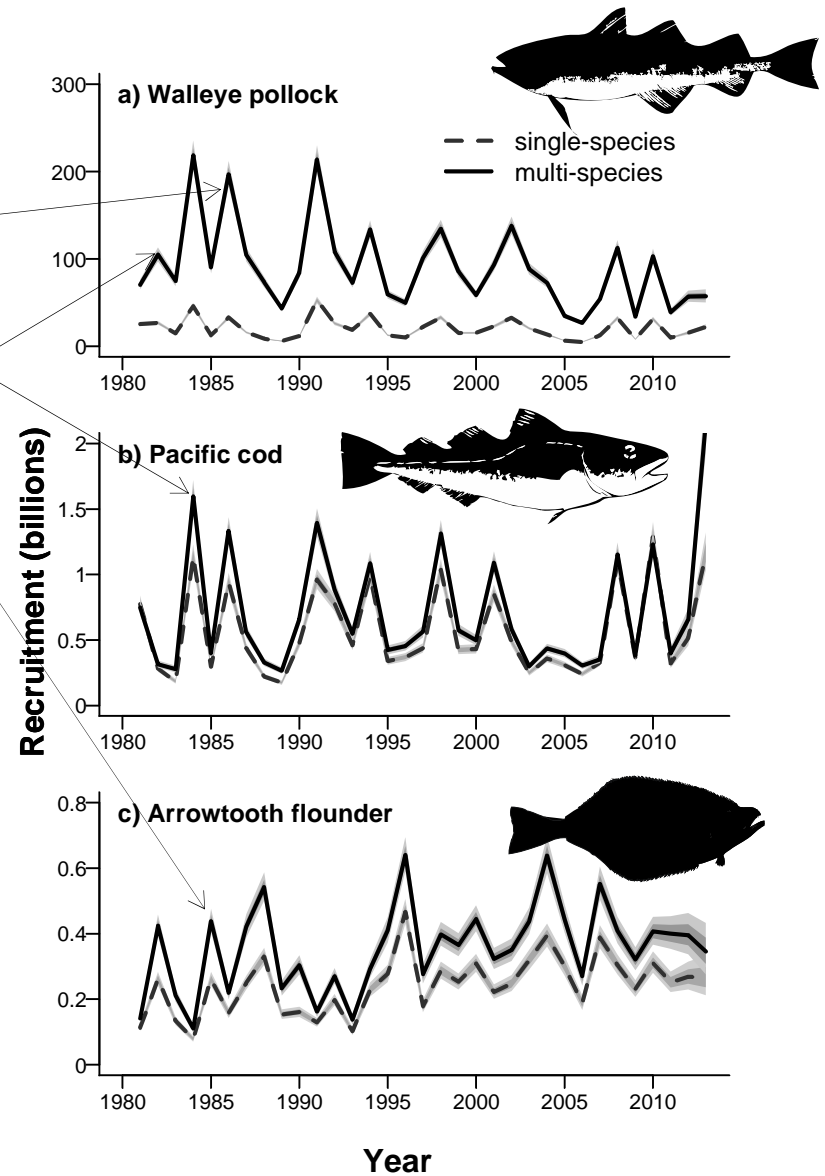 a) Walleye pollock
single-species
multi-species
300
200
100
0
1980 1985 1990 1995 2000 2005 2010
b) Pacific cod
2
1.5
1
0.5
0
1980 1985 1990 1995 2000 2005 2010
Recruitment (billions)
c) Arrowtooth flounder
0.8
0.6
0.4
0.2
0
1980 1985 1990 1995 2000 2005 2010
Year